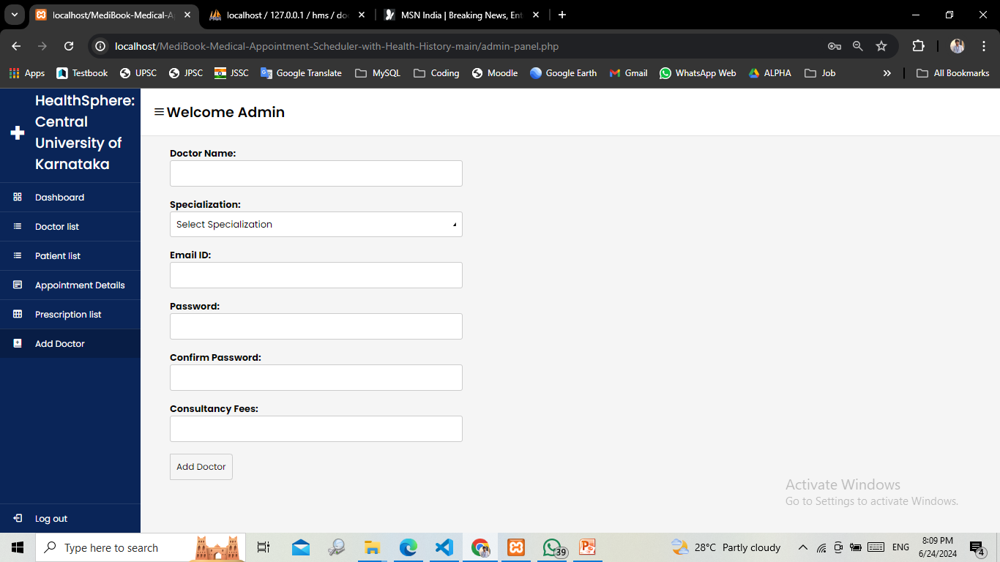 localhost/MediBook-Medical-Ap
localhost / 127.0.0.1 / hms / doc
MSN India | Breaking News, Ent
localhost/MediBook-Medical-Appointment-Scheduler-with-Health-History-main/admin-panel.php
Apps
Testbook
UPSC
JPSC
JSSC
Google Translate
MySQL
Coding
Moodle
Google Earth
Gmail
WhatsApp Web
ALPHA
Job
»
All Bookmarks
HealthSphere:
Central
University of
Karnataka
Dashboard
Doctor list
Patient list
Appointment Details
Prescription list
Add Doctor
Log out
Welcome Admin
Doctor Name:
Specialization:
Select Specialization
Email ID:
Password:
Confirm Password:
Consultancy Fees:
Add Doctor
Activate Windows
Go to Settings to activate Windows.
Type here to search
39
28°C Partly cloudy
ENG
8:09 PM
6/24/2024
4